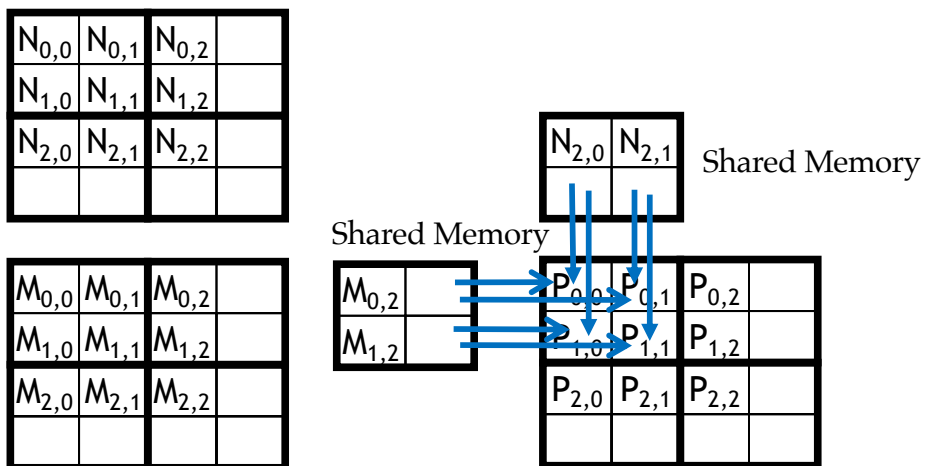 N0,0 N0,1 N0,2
N1,0 N1,1 N1,2
N2,0 N2,1 N2,2
N2,0 N2,1
Shared Memory
Shared Memory
M0,0 M0,1 M0,2
M1,0 M1,1 M1,2
M2,0 M2,1 M2,2
M0,2
M1,2
P0,0 P0,1 P0,2
P1,0 P1,1 P1,2
P2,0 P2,1 P2,2